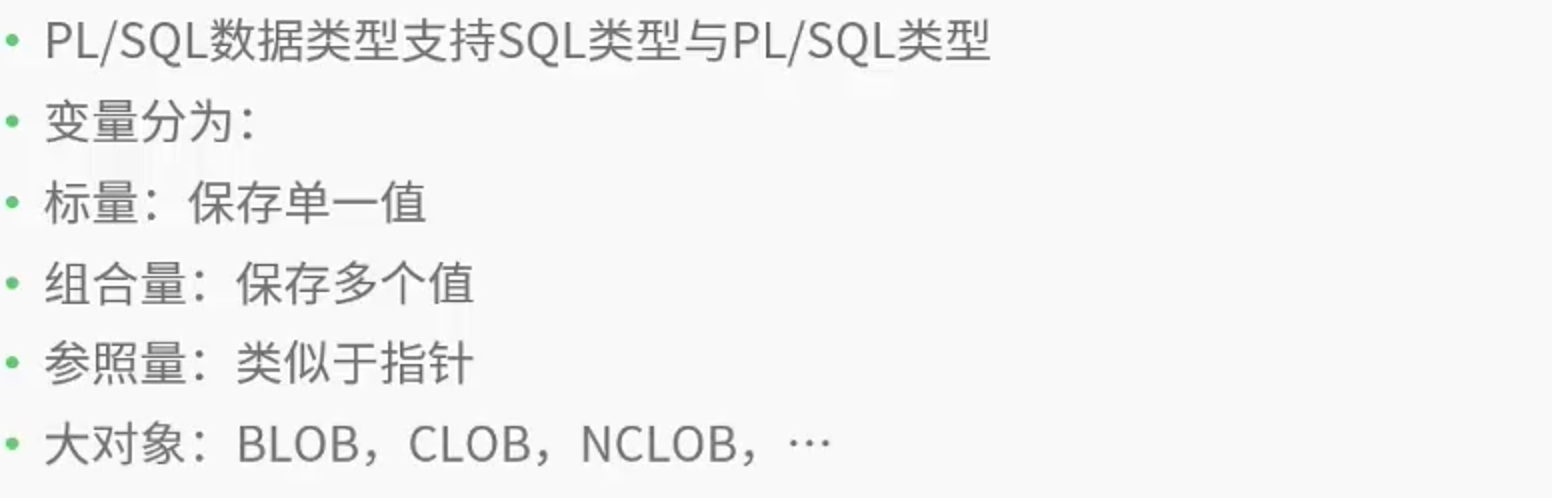 • PL/SQL数据类型支持SQL类型与PL/SQL类型
• 变量分为：
• 标量：保存单一值
• 组合量：保存多个值
• 参照量：类似于指针
• 大对象：BLOB，CLOB，NCLOB，…